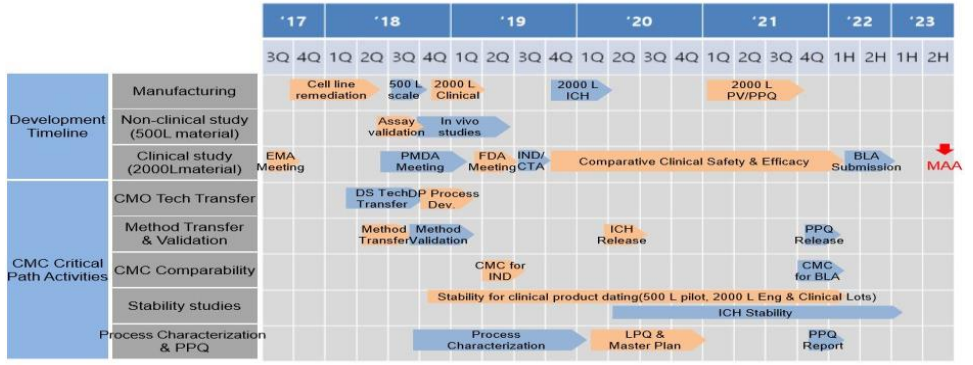 '17 '18 '19 '20 '21 '22 '23
3Q 4Q 1Q 2Q 3Q 4Q 1Q 2Q 3Q 4Q 1Q 2Q 3Q 4Q 1Q 2Q 3Q 4Q 1H 2H 1H 2H
Development
Timeline
Manufacturing
Cell line
remediation
500 L
scale
2000 L
Clinical
2000 L
ICH
2000 L
PV/PPQ
Non-clinical study
(500L material)
Assay
validation
In vivo
studies
Clinical study
(2000Lmaterial)
EMA
Meeting
PMDA
Meeting
FDA
Meeting
IND/
CTA
Comparative Clinical Safety & Efficacy
BLA
Submission
MAA
CMC Critical
Path Activities
CMO Tech Transfer
DS Tech
Transfer
DP Process
Dev.
Method Transfer
& Validation
Method
Transfer
Method
Validation
ICH
Release
PPQ
Release
CMC Comparability
CMC for
IND
CMC
for BLA
Stability studies
Stability for clinical product dating(500 L pilot, 2000 L Eng & Clinical Lots)
ICH Stability
Process Characterization
& PPQ
Process
Characterization
LPQ &
Master Plan
PPQ
Report